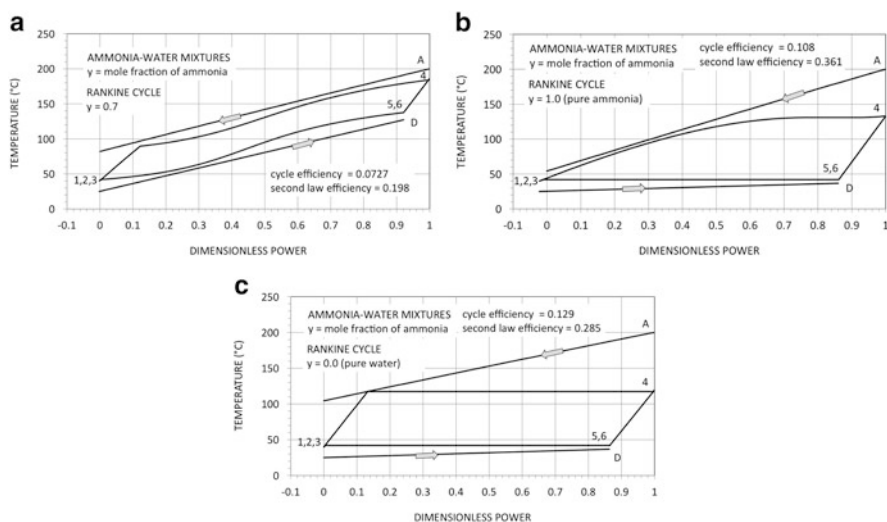 a
250
200
150
100
50
0
TEMPERATURE (°C)
AMMONIA-WATER MIXTURES
y = mole fraction of ammonia
RANKINE CYCLE
y = 0.7
A
4
5,6
D
1,2,3
cycle efficiency = 0.0727
second law efficiency = 0.198
-0.1 0 0.1 0.2 0.3 0.4 0.5 0.6 0.7 0.8 0.9 1
DIMENSIONLESS POWER
b
250
200
150
100
50
0
TEMPERATURE (°C)
AMMONIA-WATER MIXTURES
y = mole fraction of ammonia
cycle efficiency = 0.108
second law efficiency = 0.361
RANKINE CYCLE
y = 1.0 (pure ammonia)
A
4
5,6
D
1,2,3
-0.1 0 0.1 0.2 0.3 0.4 0.5 0.6 0.7 0.8 0.9 1
DIMENSIONLESS POWER
c
250
200
150
100
50
0
TEMPERATURE (°C)
AMMONIA-WATER MIXTURES
y = mole fraction of ammonia
cycle efficiency = 0.129
second law efficiency = 0.285
RANKINE CYCLE
y = 0.0 (pure water)
A
4
5,6
D
1,2,3
-0.1 0 0.1 0.2 0.3 0.4 0.5 0.6 0.7 0.8 0.9 1
DIMENSIONLESS POWER